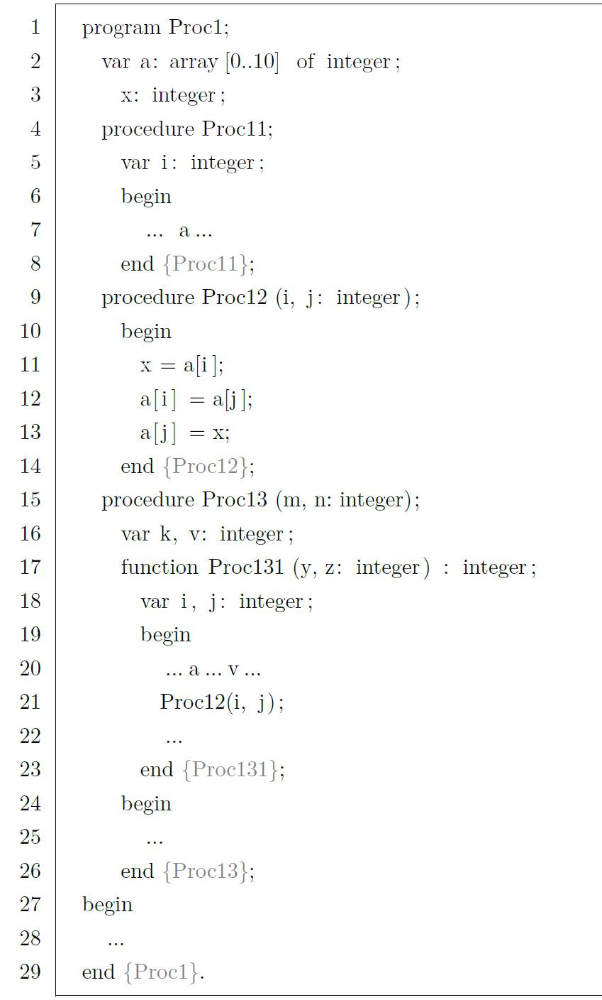 1 program Proc1;
2 var a: array [0..10] of integer;
3 x: integer;
4 procedure Proc11;
5 var i: integer;
6 begin
7 ... a ...
8 end {Proc11};
9 procedure Proc12 (i, j: integer);
10 begin
11 x = a[i];
12 a[i] = a[j];
13 a[j] = x;
14 end {Proc12};
15 procedure Proc13 (m, n: integer);
16 var k, v: integer;
17 function Proc131 (y, z: integer) : integer;
18 var i, j: integer;
19 begin
20 ... a ... v ...
21 Proc12(i, j);
22 ...
23 end {Proc131};
24 begin
25 ...
26 end {Proc13};
27 begin
28 ...
29 end {Proc1}.